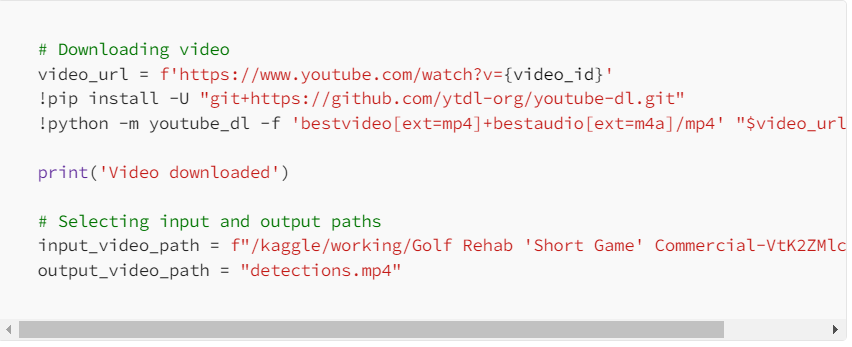 # Downloading video
video_url = f'https://www.youtube.com/watch?v={video_id}'
!pip install -U "git+https://github.com/ytdl-org/youtube-dl.git"
!python -m youtube_dl -f 'bestvideo[ext=mp4]+bestaudio[ext=m4a]/mp4' "$video_url
print('Video downloaded')
# Selecting input and output paths
input_video_path = f"/kaggle/working/Golf Rehab 'Short Game' Commercial-VtK2ZMlc
output_video_path = "detections.mp4"